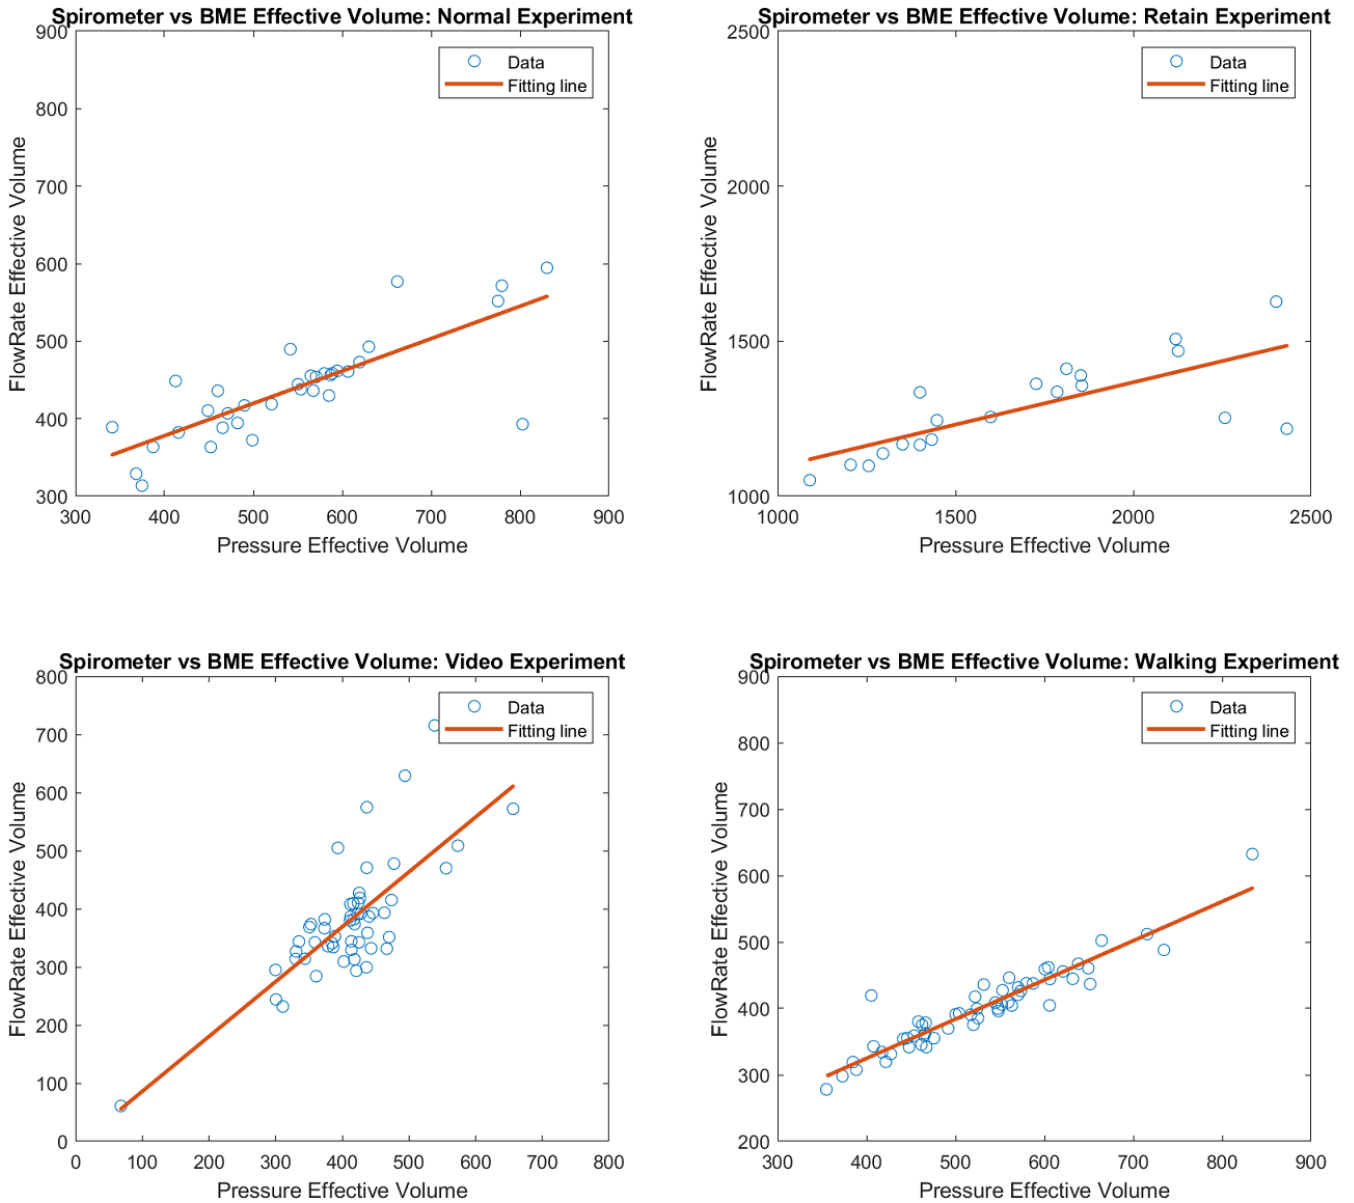 Spirometer vs BME Effective Volume: Normal Experiment
900
800
700
600
500
400
300
300 400 500 600 700 800 900
FlowRate Effective Volume
Pressure Effective Volume
Data
Fitting line
Spirometer vs BME Effective Volume: Retain Experiment
2500
2000
1500
1000
1000 1500 2000 2500
FlowRate Effective Volume
Pressure Effective Volume
Data
Fitting line
Spirometer vs BME Effective Volume: Video Experiment
800
700
600
500
400
300
200
100
0
0 100 200 300 400 500 600 700 800
FlowRate Effective Volume
Pressure Effective Volume
Data
Fitting line
Spirometer vs BME Effective Volume: Walking Experiment
900
800
700
600
500
400
300
200
300 400 500 600 700 800 900
FlowRate Effective Volume
Pressure Effective Volume
Data
Fitting line